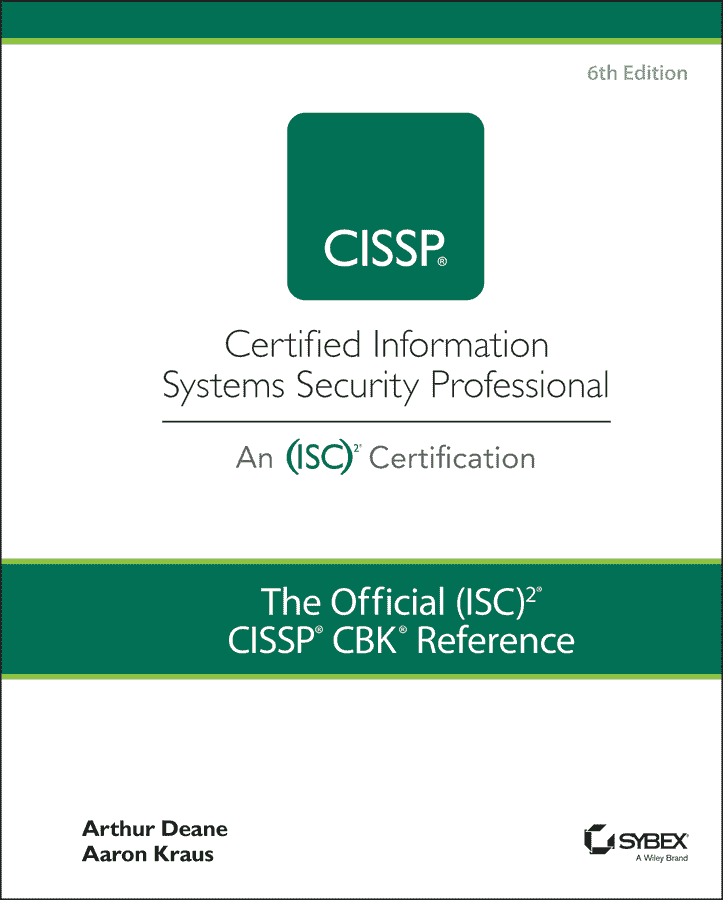 6th Edition
CISSP®
Certified Information
Systems Security Professional
An (ISC)²® Certification
The Official (ISC)²®
CISSP® CBK® Reference
Arthur Deane
Aaron Kraus
SYBEX®
A Wiley Brand